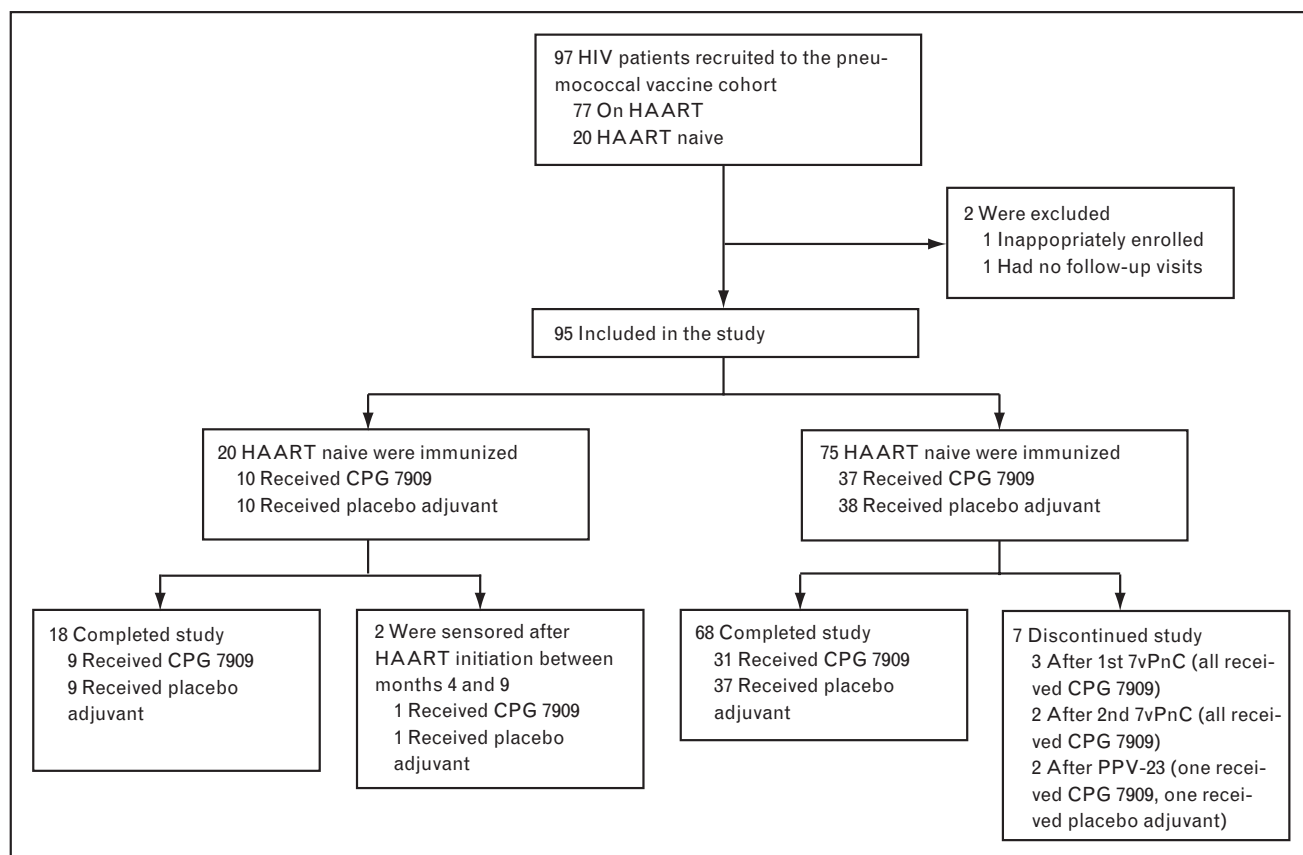 97 HIV patients recruited to the pneu-
mococcal vaccine cohort
77 On HAART
20 HAART naive
2 Were excluded
1 Inappopriately enrolled
1 Had no follow-up visits
95 Included in the study
20 HAART naive were immunized
10 Received CPG 7909
10 Received placebo adjuvant
75 HAART naive were immunized
37 Received CPG 7909
38 Received placebo adjuvant
18 Completed study
9 Received CPG 7909
9 Received placebo
adjuvant
2 Were sensored after
HAART initiation between
months 4 and 9
1 Received CPG 7909
1 Received placebo
adjuvant
68 Completed study
31 Received CPG 7909
37 Received placebo
adjuvant
7 Discontinued study
3 After 1st 7vPnC (all recei-
ved CPG 7909)
2 After 2nd 7vPnC (all recei-
ved CPG 7909)
2 After PPV-23 (one recei-
ved CPG 7909, one recei-
ved placebo adjuvant)